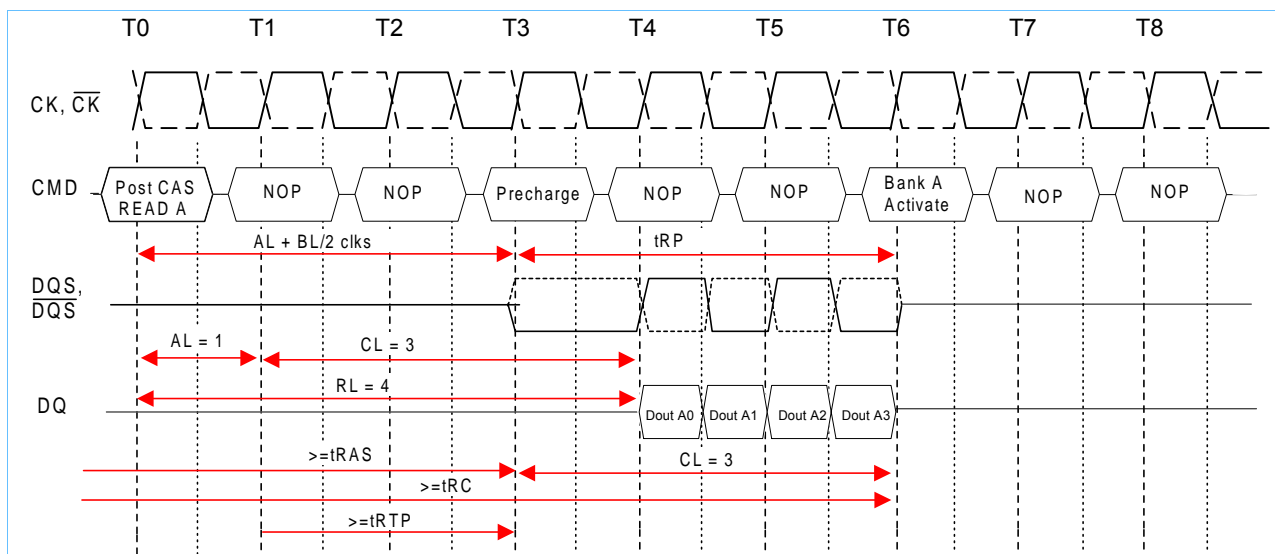 T0 T1 T2 T3 T4 T5 T6 T7 T8
CK, CK
CMD
Post CAS
READ A
NOP
NOP
Precharge
NOP
NOP
Bank A
Activate
NOP
NOP
AL + BL/2 clks
tRP
DQS,
DQS
AL = 1
CL = 3
RL = 4
DQ
Dout A0 Dout A1 Dout A2 Dout A3
>=tRAS
CL = 3
>=tRC
>=tRTP